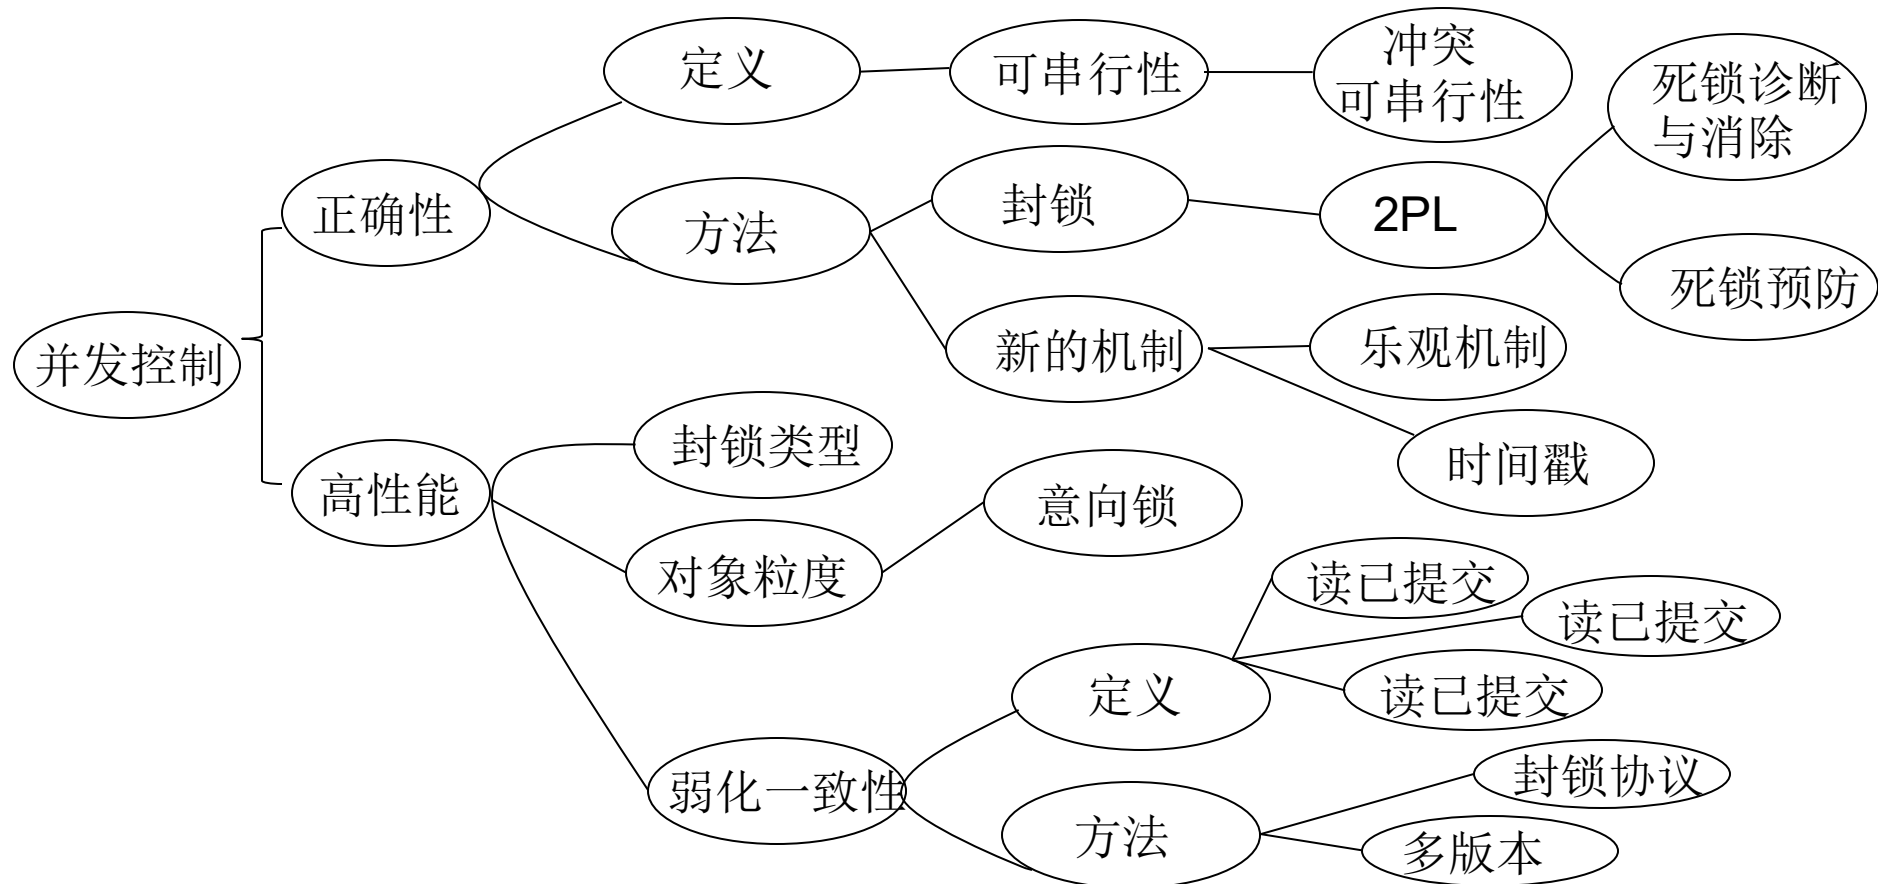 定义
可串行性
冲突
可串行性
死锁诊断
与消除
正确性
方法
封锁
2PL
死锁预防
并发控制
新的机制
乐观机制
时间戳
高性能
封锁类型
对象粒度
意向锁
读已提交
读已提交
读已提交
定义
弱化一致性
方法
封锁协议
多版本